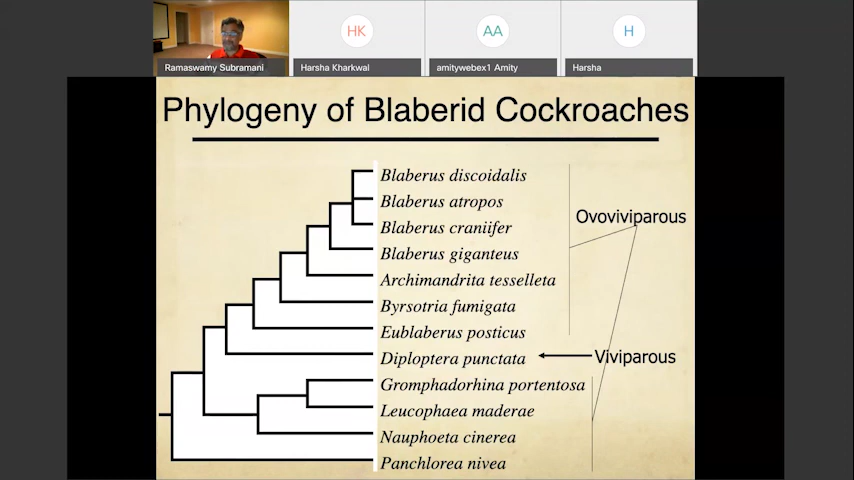 HK
AA
H
Ramaswamy Subramani
Harsha Kharkwal
amitywebex1 Amity
Harsha
Phylogeny of Blaberid Cockroaches
Blaberus discoidalis
Blaberus atropos
Blaberus craniifer
Blaberus giganteus
Archimandrita tesselleta
Byrsotria fumigata
Eublaberus posticus
Diploptera punctata
Gromphadorhina portentosa
Leucophaea maderae
Nauphoeta cinerea
Panchlorea nivea
Ovoviviparous
Viviparous